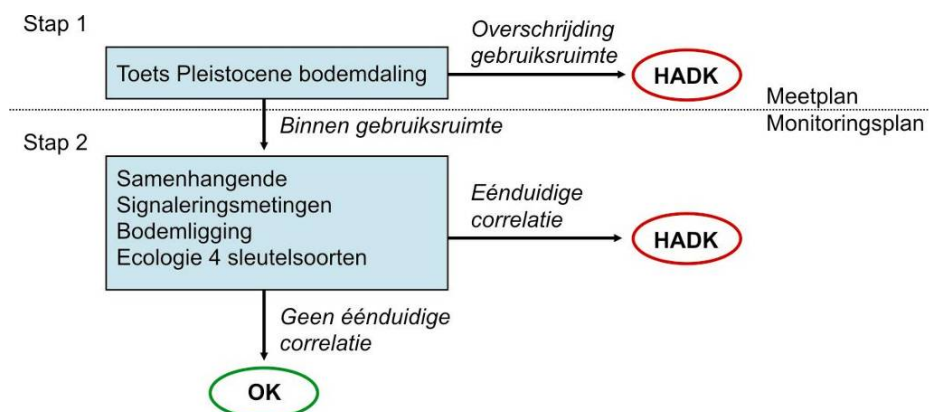 Stap 1
Overschrijding
gebruiksruimte
Toets Pleistocene bodemdaling
HADK
Meetplan
Binnen gebruiksruimte
Monitoringsplan
Stap 2
Samenhangende
Signaleringsmetingen
Bodemligging
Ecologie 4 sleutelsoorten
Eénduidige
correlatie
HADK
Geen éénduidige
correlatie
OK